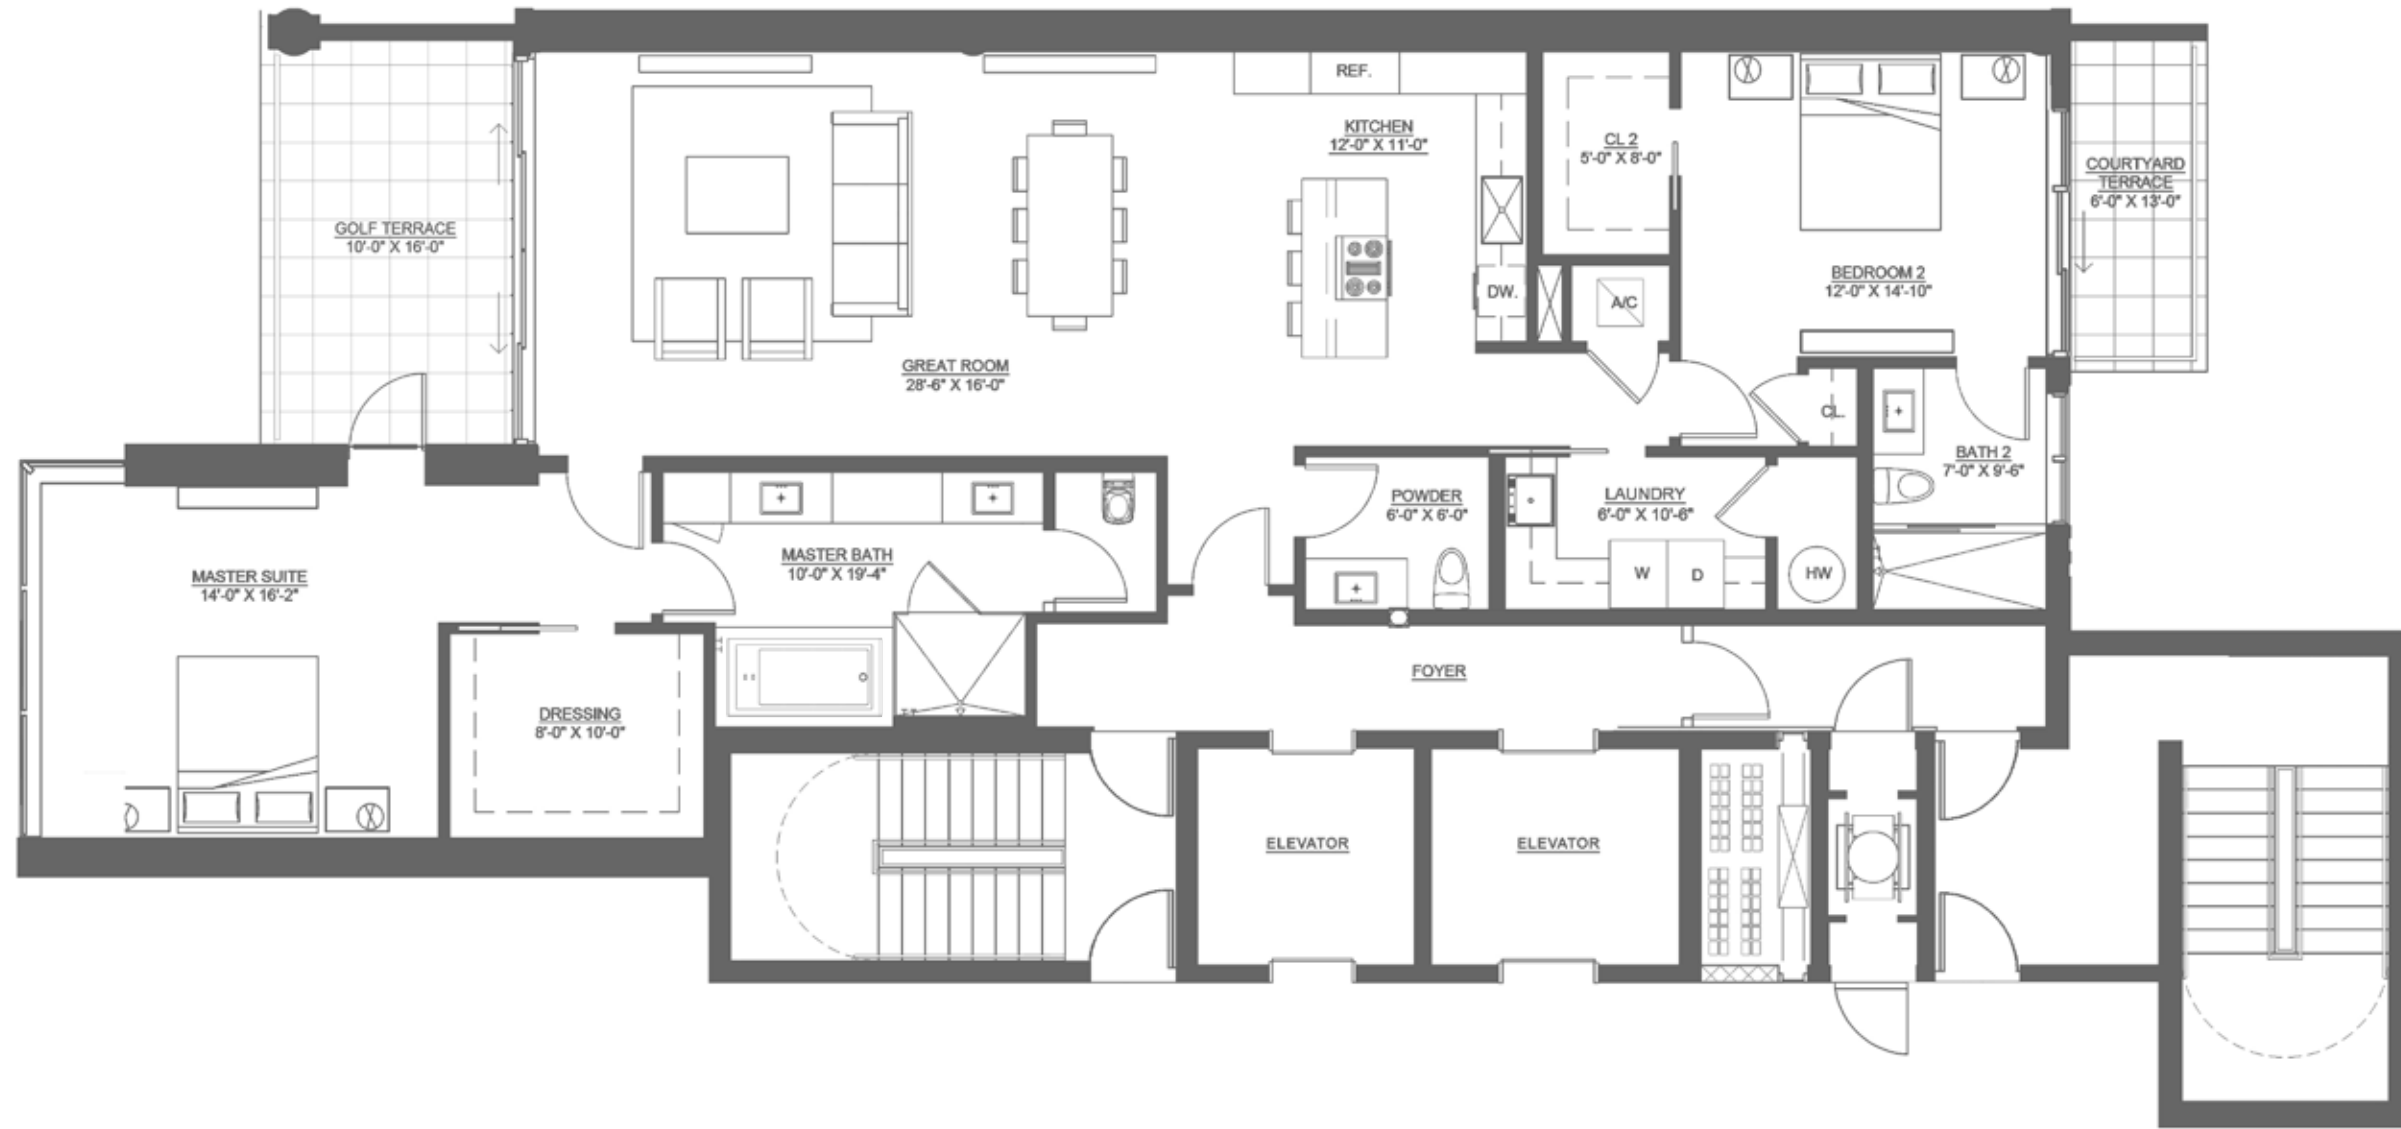 REF.
KITCHEN
12'-0" X 11'-0"
CL 2
5'-0" X 8'-0"
COURTYARD
TERRACE
6'-0" X 13'-0"
GOLF TERRACE
10'-0" X 16'-0"
BEDROOM 2
12'-0" X 14'-10"
DW.
A/C
GREAT ROOM
28'-6" X 16'-0"
CL.
BATH 2
7'-0" X 9'-6"
POWDER
6'-0" X 6'-0"
LAUNDRY
6'-0" X 10'-6"
MASTER BATH
10'-0" X 19'-4"
MASTER SUITE
14'-0" X 16'-2"
W
D
HW
FOYER
DRESSING
8'-0" X 10'-0"
ELEVATOR
ELEVATOR